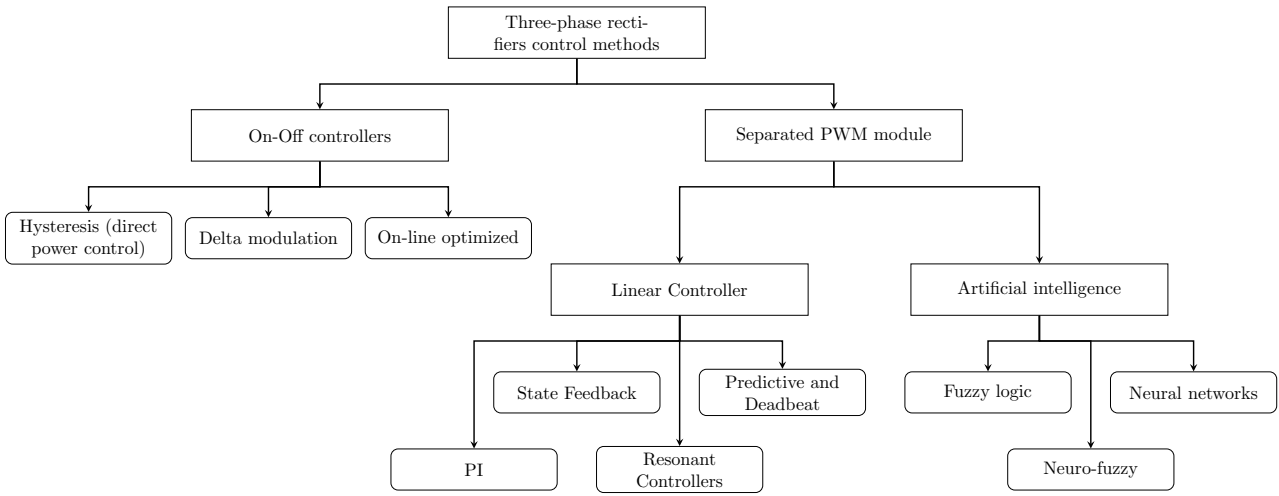 Three-phase recti-
fiers control methods
On-Off controllers
Separated PWM module
Hysteresis (direct
power control)
Delta modulation
On-line optimized
Linear Controller
Artificial intelligence
State Feedback
Predictive and
Deadbeat
Fuzzy logic
Neural networks
PI
Resonant
Controllers
Neuro-fuzzy